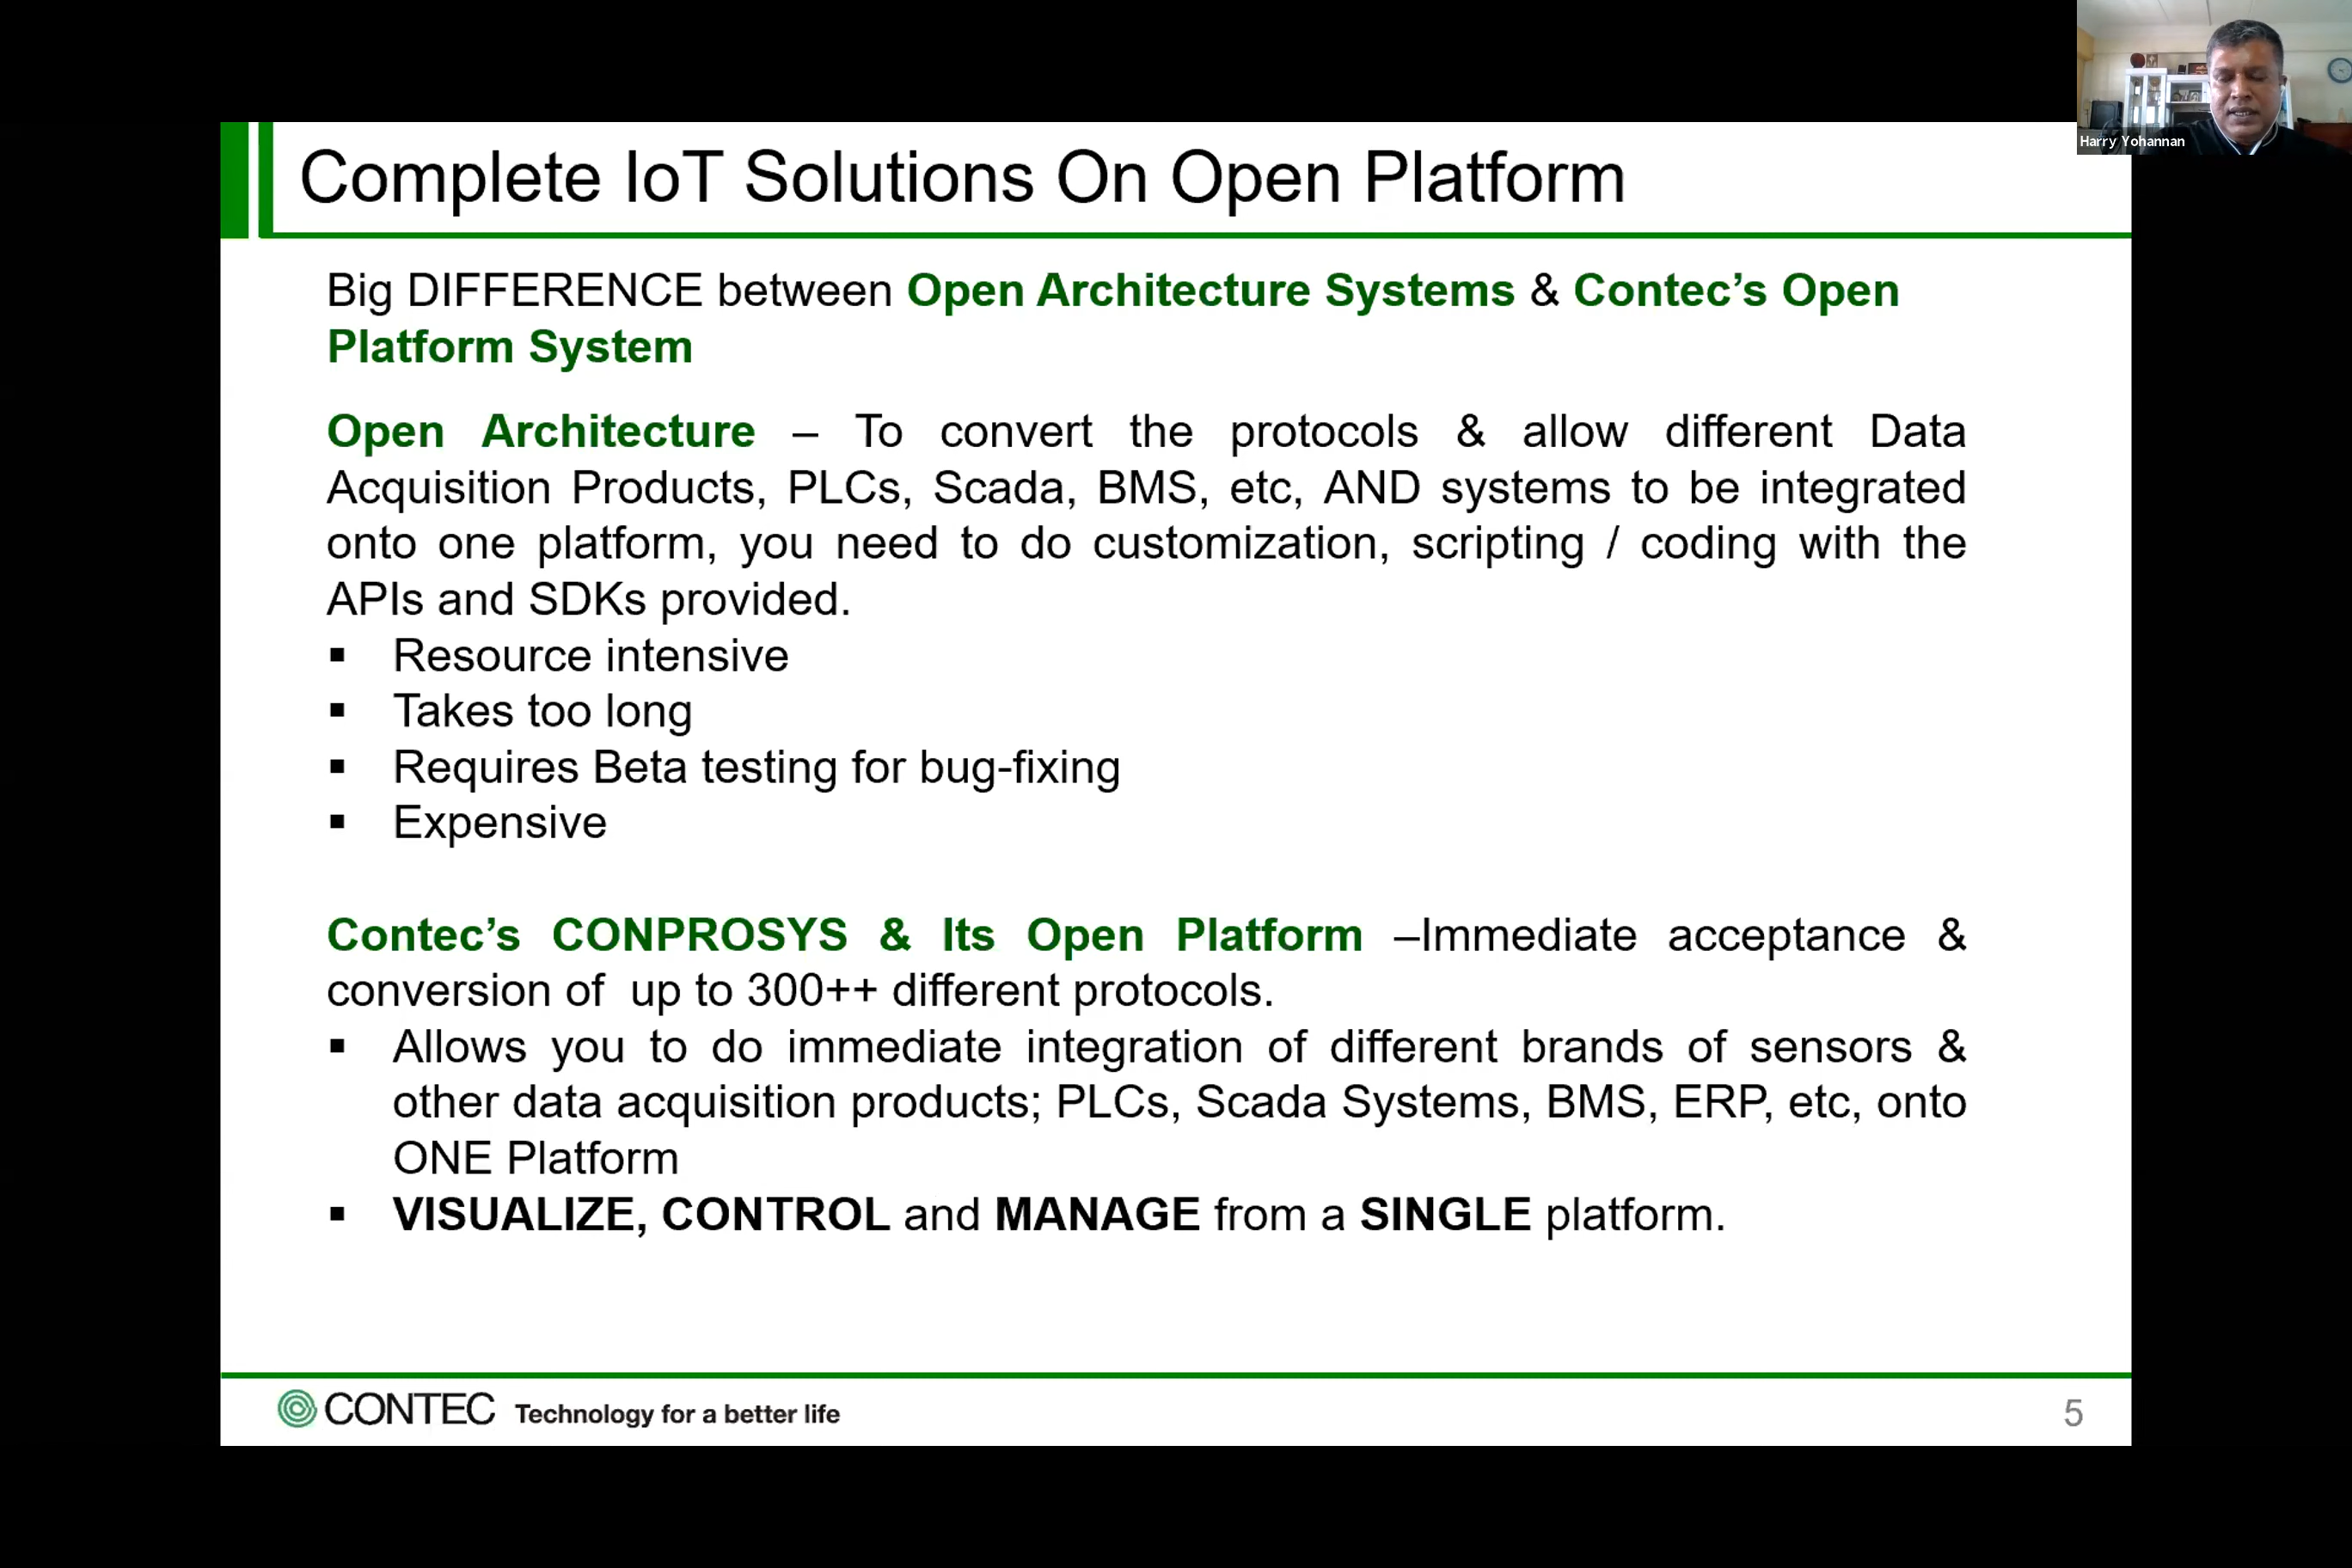 Harry Yohannan
Complete IoT Solutions On Open Platform
Big DIFFERENCE between Open Architecture Systems & Contec’s Open
Platform System
Open Architecture – To convert the protocols & allow different Data
Acquisition Products, PLCs, Scada, BMS, etc, AND systems to be integrated
onto one platform, you need to do customization, scripting / coding with the
APIs and SDKs provided.
▪ Resource intensive
▪ Takes too long
▪ Requires Beta testing for bug-fixing
▪ Expensive
Contec’s CONPROSYS & Its Open Platform –Immediate acceptance &
conversion of up to 300++ different protocols.
▪ Allows you to do immediate integration of different brands of sensors &
other data acquisition products; PLCs, Scada Systems, BMS, ERP, etc, onto
ONE Platform
▪ VISUALIZE, CONTROL and MANAGE from a SINGLE platform.
CONTEC Technology for a better life
5